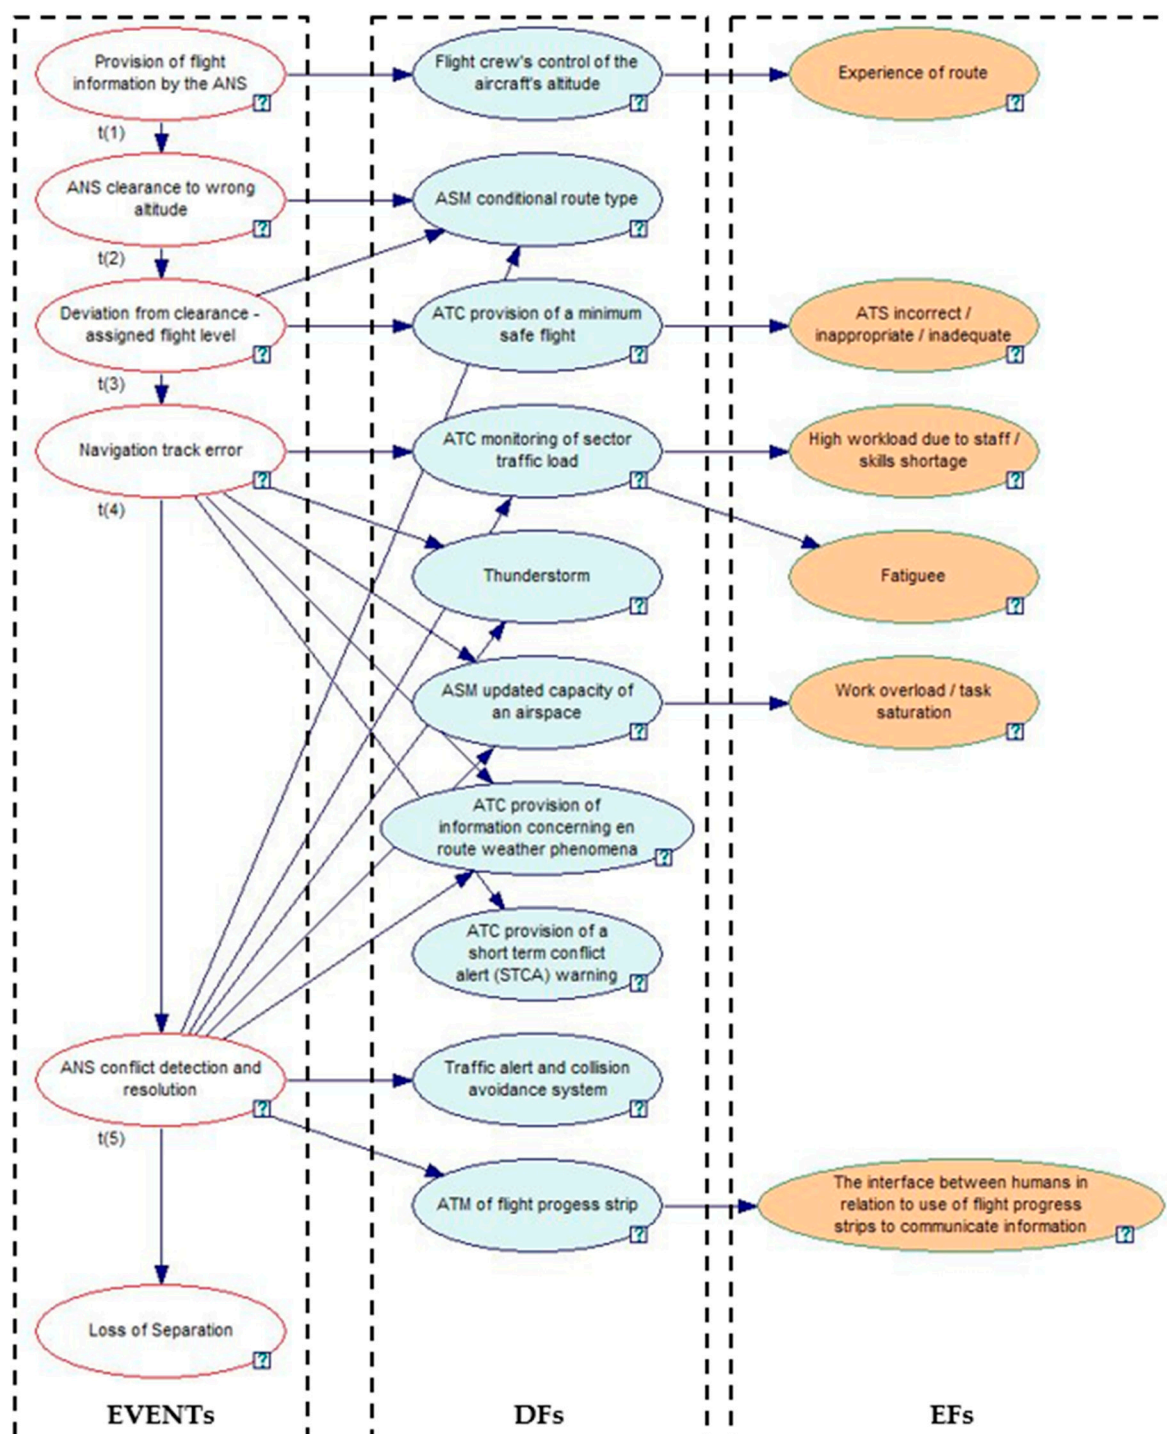 Provision of flight
information by the ANS
?
Flight crew's control of the
aircraft's altitude
?
Experience of route
?
t(1)
ANS clearance to wrong
altitude
?
ASM conditional route type
?
t(2)
Deviation from clearance -
assigned flight level
?
ATC provision of a minimum
safe flight
?
ATS incorrect /
inappropriate / inadequate
?
t(3)
Navigation track error
?
ATC monitoring of sector
traffic load
?
High workload due to staff /
skills shortage
?
t(4)
Thunderstorm
?
Fatiguee
?
ASM updated capacity of
an airspace
?
Work overload / task
saturation
?
ATC provision of
information concerning en
route weather phenomena
?
ATC provision of a
short term conflict
alert (STCA) warning
?
ANS conflict detection and
resolution
?
Traffic alert and collision
avoidance system
?
t(5)
ATM of flight progess strip
?
The interface between humans in
relation to use of flight progress
strips to communicate information
?
Loss of Separation
?
EVENTs
DFs
EFs